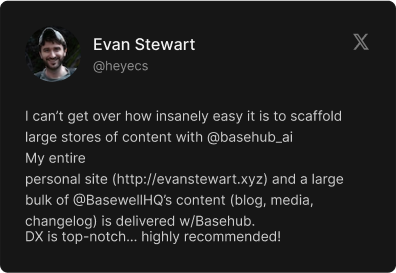 Evan Stewart
@heyecs
I can’t get over how insanely easy it is to scaffold
large stores of content with @basehub_ai
My entire
personal site (http://evanstewart.xyz) and a large
bulk of @BasewellHQ’s content (blog, media,
changelog) is delivered w/Basehub.
DX is top-notch... highly recommended!